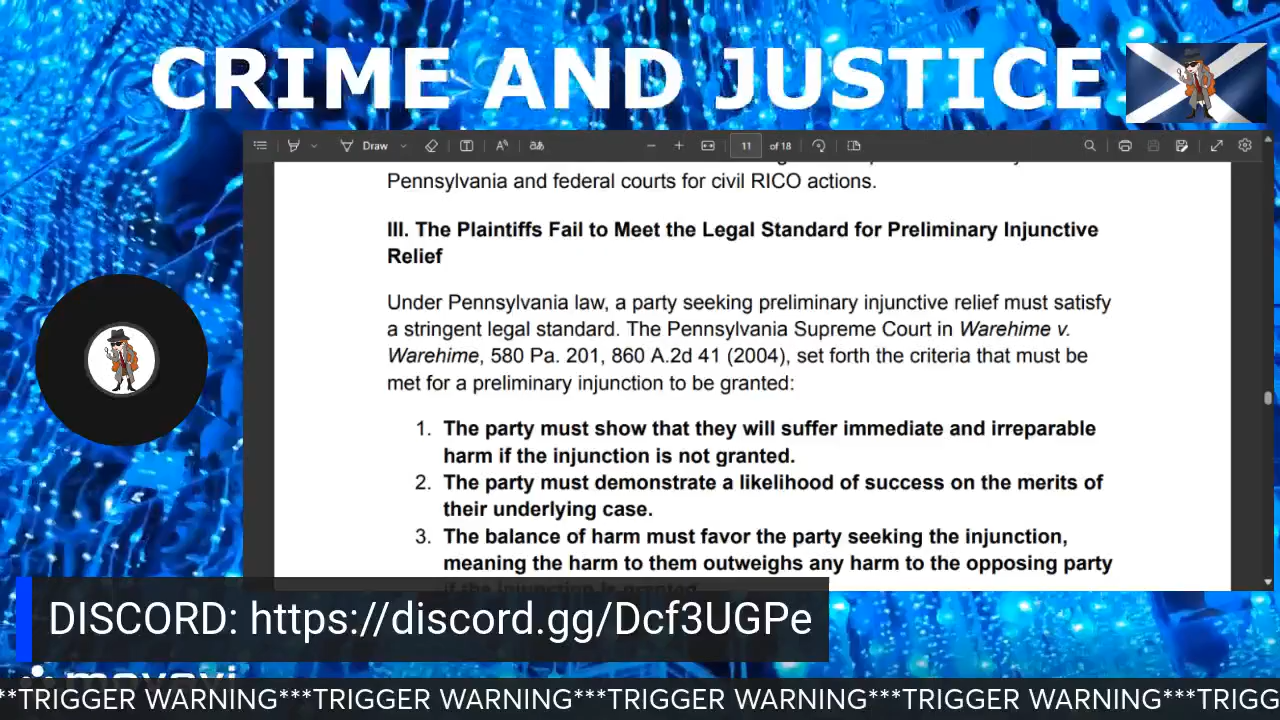 CRIME AND JUSTICE
Draw
11 of 18
Pennsylvania and federal courts for civil RICO actions.
III. The Plaintiffs Fail to Meet the Legal Standard for Preliminary Injunctive
Relief
Under Pennsylvania law, a party seeking preliminary injunctive relief must satisfy
a stringent legal standard. The Pennsylvania Supreme Court in Warehime v.
Warehime, 580 Pa. 201, 860 A.2d 41 (2004), set forth the criteria that must be
met for a preliminary injunction to be granted:
1. The party must show that they will suffer immediate and irreparable
harm if the injunction is not granted.
2. The party must demonstrate a likelihood of success on the merits of
their underlying case.
3. The balance of harm must favor the party seeking the injunction,
meaning the harm to them outweighs any harm to the opposing party
if the injunction is granted
DISCORD: https://discord.gg/Dcf3UGPe
movavi
**TRIGGER WARNING***TRIGGER WARNING***TRIGGER WARNING***TRIGGER WARNING***TRIGG